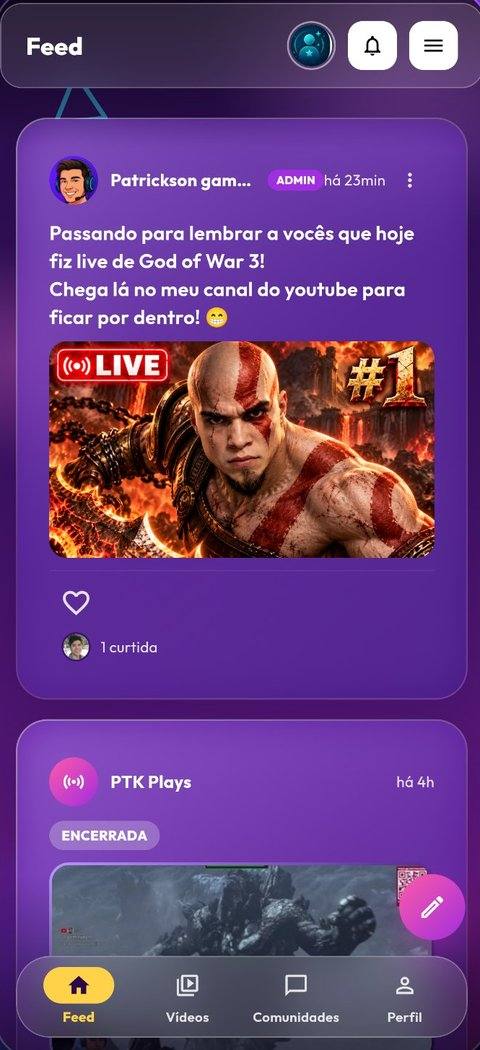 Feed
Patrickson gam...
ADMIN
há 23min
Passando para lembrar a vocês que hoje
fiz live de God of War 3!
Chega lá no meu canal do youtube para
ficar por dentro! 😁
LIVE
#1
1 curtida
PTK Plays
há 4h
ENCERRADA
Feed
Vídeos
Comunidades
Perfil